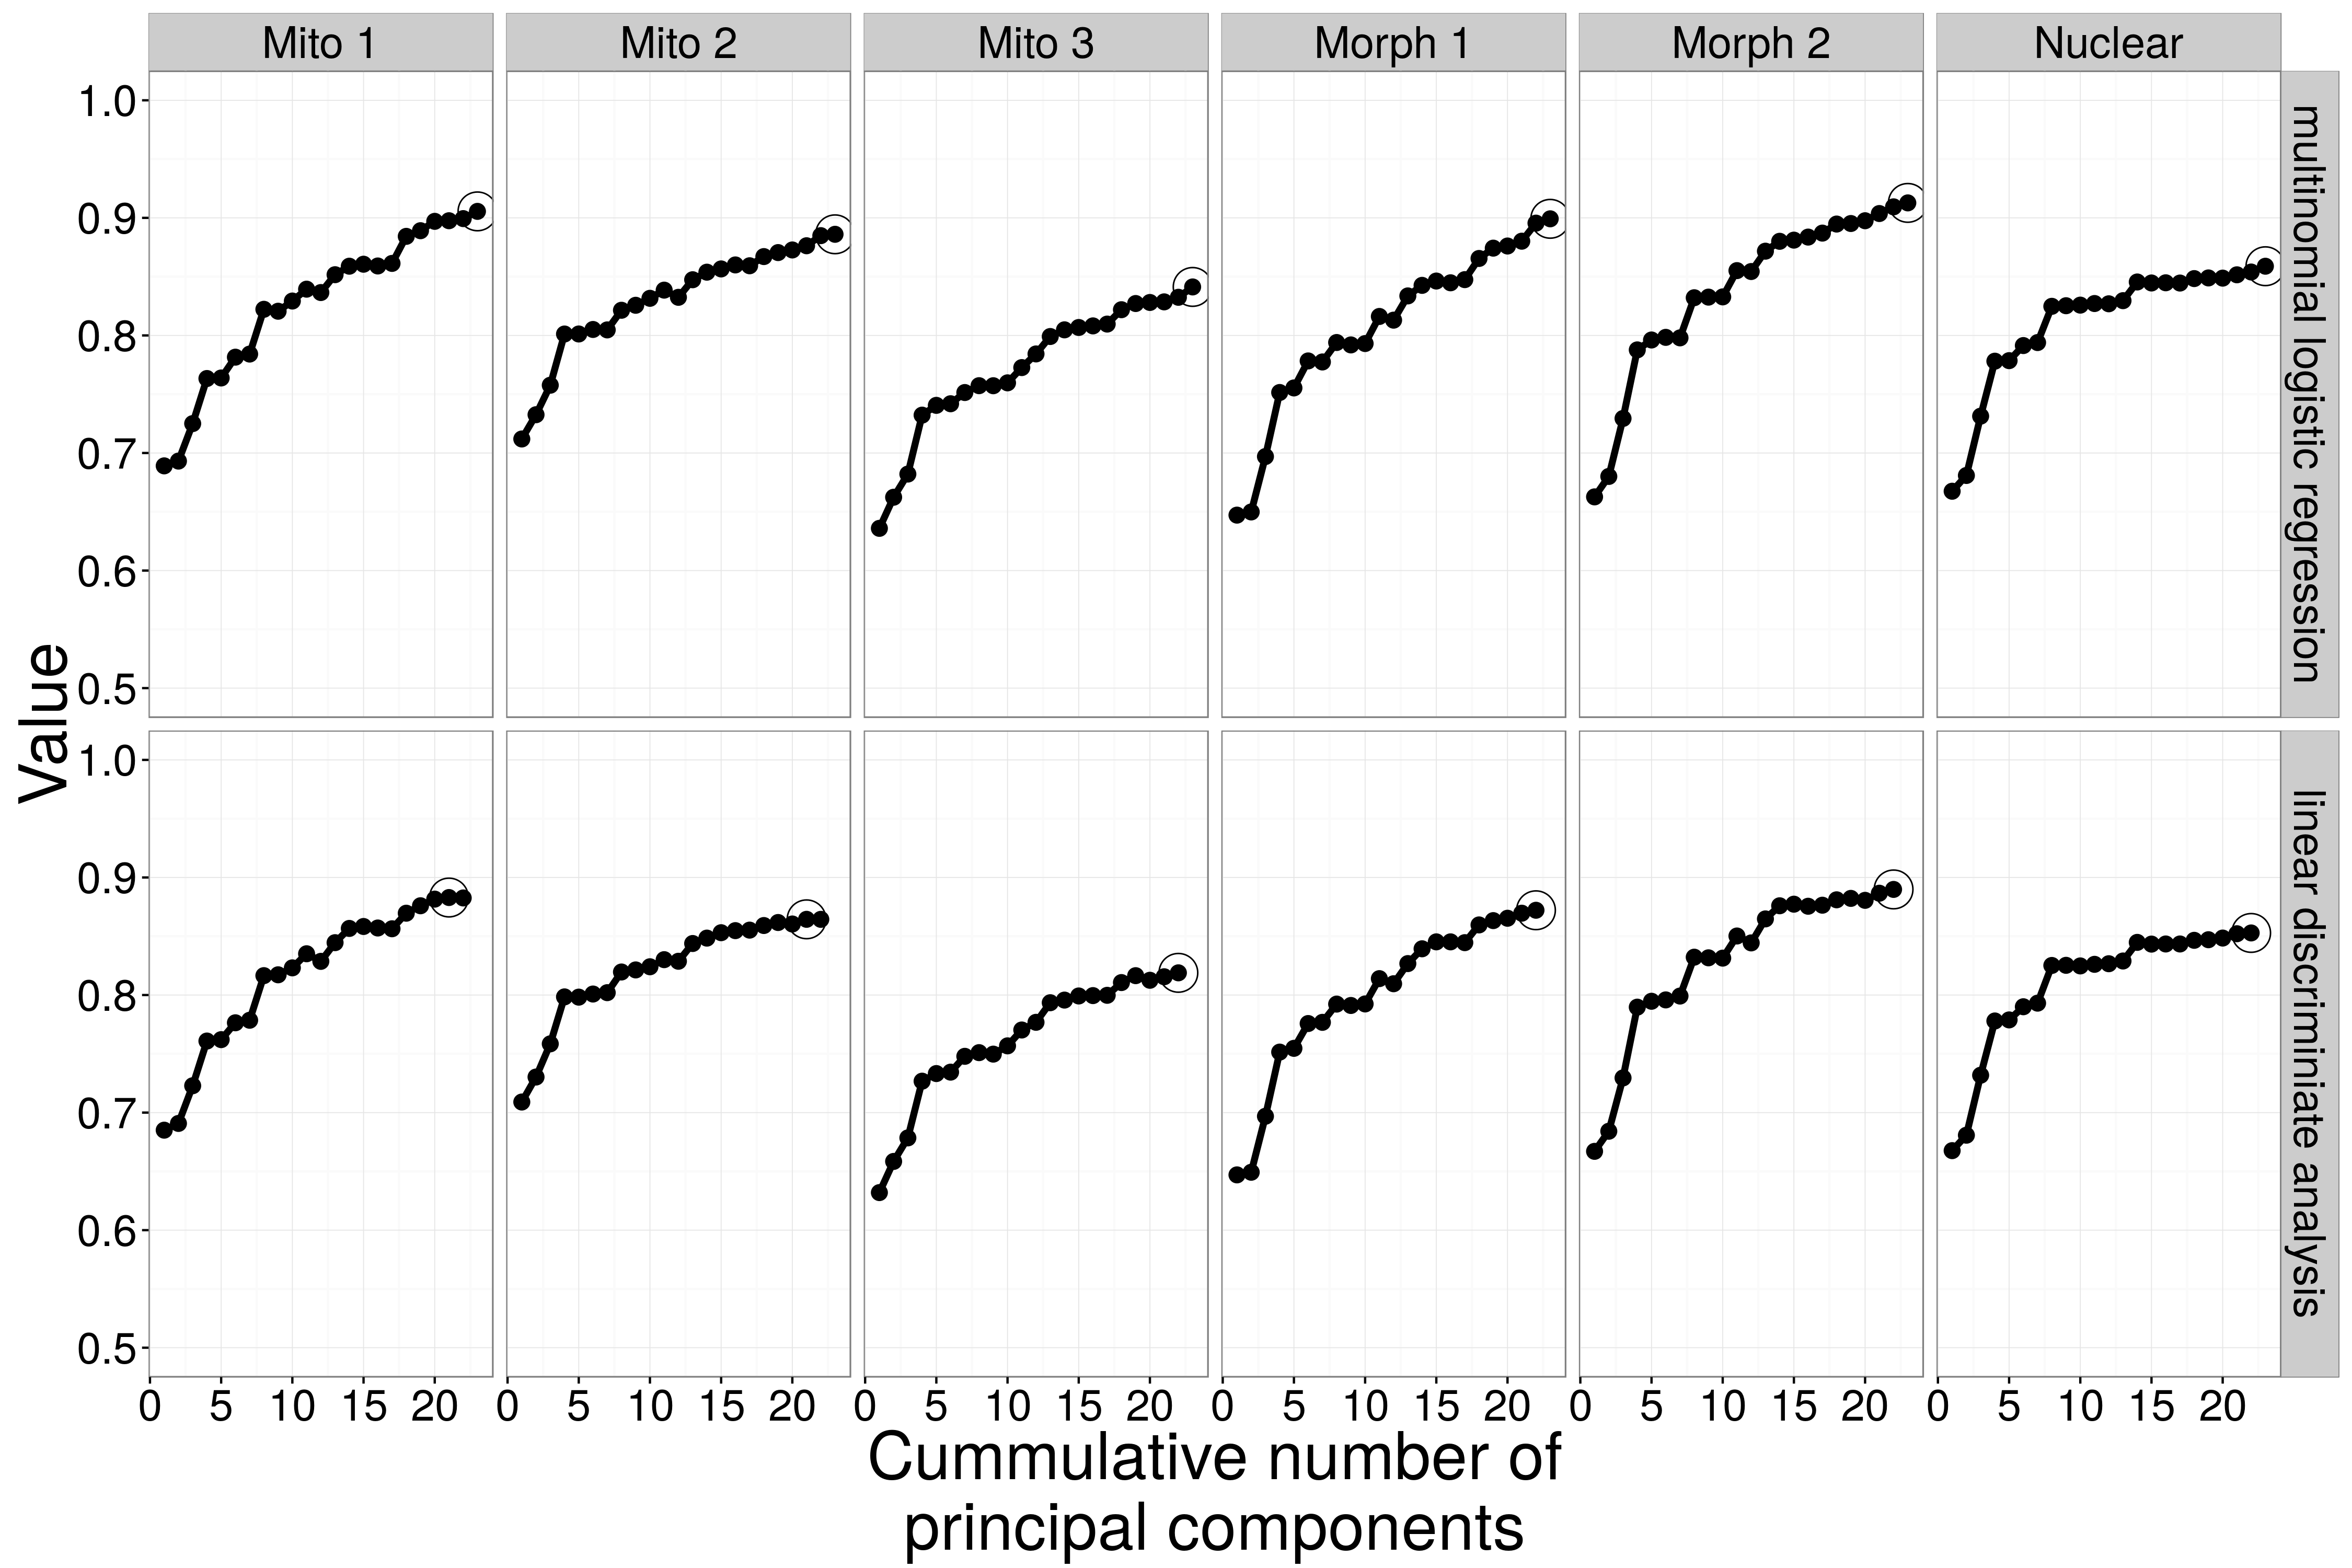 Mito 1 Mito 2 Mito 3 Morph 1 Morph 2 Nuclear
multinomial logistic regression
1.0
0.9
0.8
0.7
0.6
0.5
Value
linear discriminiate analysis
1.0
0.9
0.8
0.7
0.6
0.5
0 5 10 15 20 0 5 10 15 20 0 5 10 15 20 0 5 10 15 20 0 5 10 15 20 0 5 10 15 20
Cummulative number of
principal components